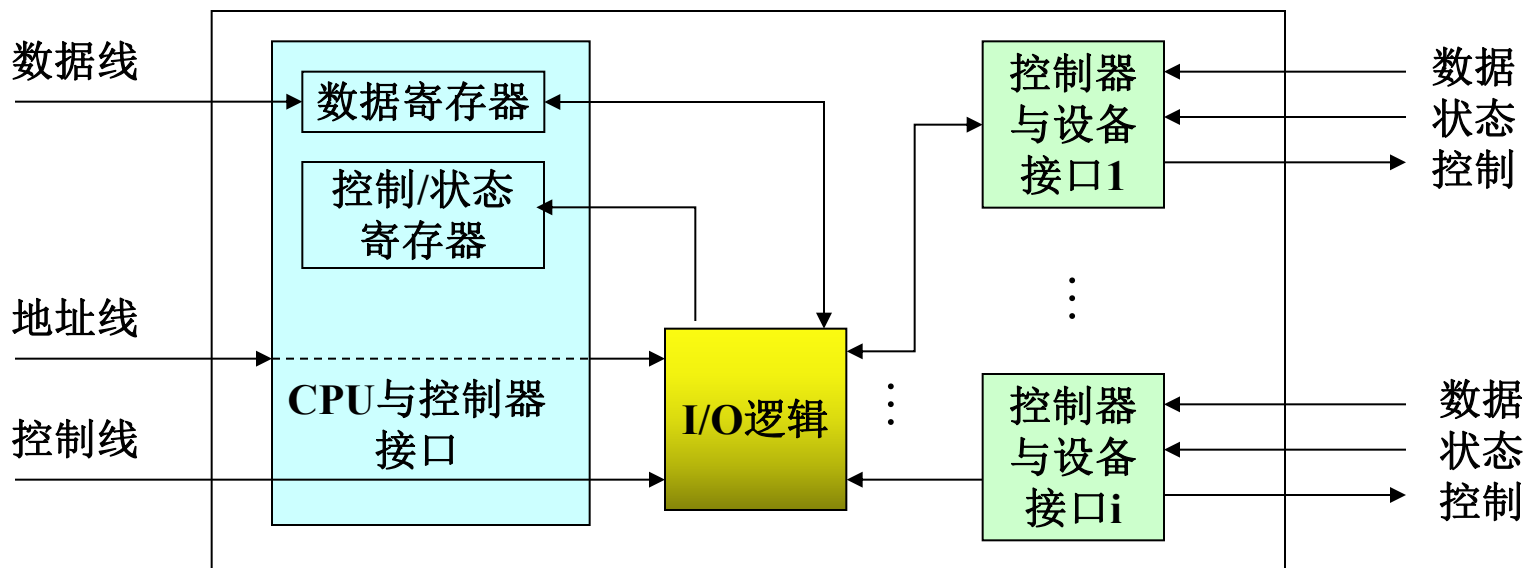 数据线
地址线
控制线
数据寄存器
控制/状态
寄存器
CPU与控制器
接口
I/O逻辑
控制器
与设备
接口1
数据
状态
控制
控制器
与设备
接口i
数据
状态
控制